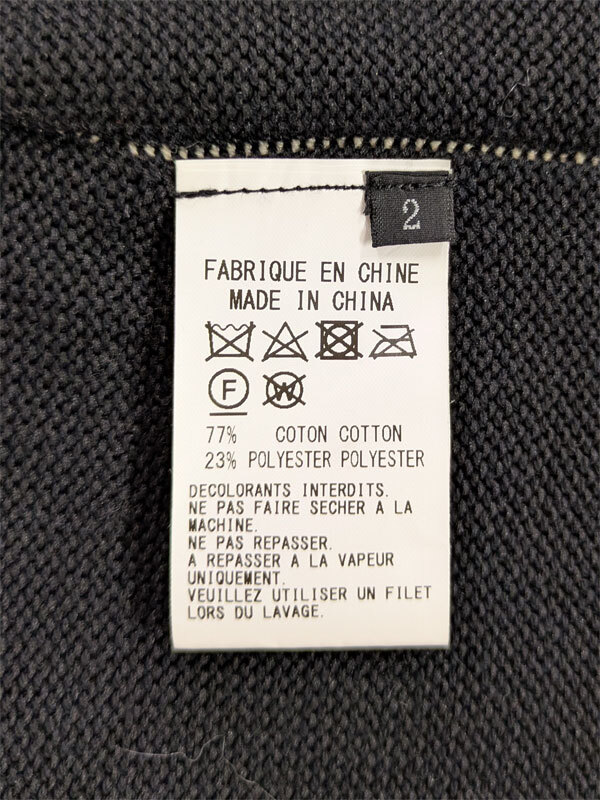 2
FABRIQUE EN CHINE
MADE IN CHINA
F W
77% COTON COTTON
23% POLYESTER POLYESTER
DECOLORANTS INTERDITS.
NE PAS FAIRE SECHER A LA
MACHINE.
NE PAS REPASSER.
A REPASSER A LA VAPEUR
UNIQUEMENT.
VEUILLEZ UTILISER UN FILET
LORS DU LAVAGE.